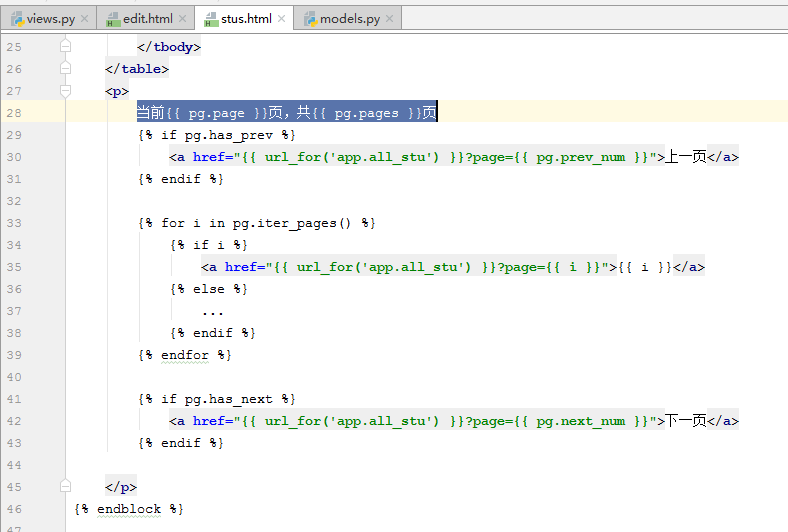 views.py edit.html stus.html models.py
25 </tbody>
26 </table>
27 <p>
28 当前{{ pg.page }}页，共{{ pg.pages }}页
29 {% if pg.has_prev %}
30 <a href="{{ url_for('app.all_stu') }}?page={{ pg.prev_num }}">上一页</a>
31 {% endif %}
32
33 {% for i in pg.iter_pages() %}
34 {% if i %}
35 <a href="{{ url_for('app.all_stu') }}?page={{ i }}">{{ i }}</a>
36 {% else %}
37 ...
38 {% endif %}
39 {% endfor %}
40
41 {% if pg.has_next %}
42 <a href="{{ url_for('app.all_stu') }}?page={{ pg.next_num }}">下一页</a>
43 {% endif %}
44
45 </p>
46 {% endblock %}
47